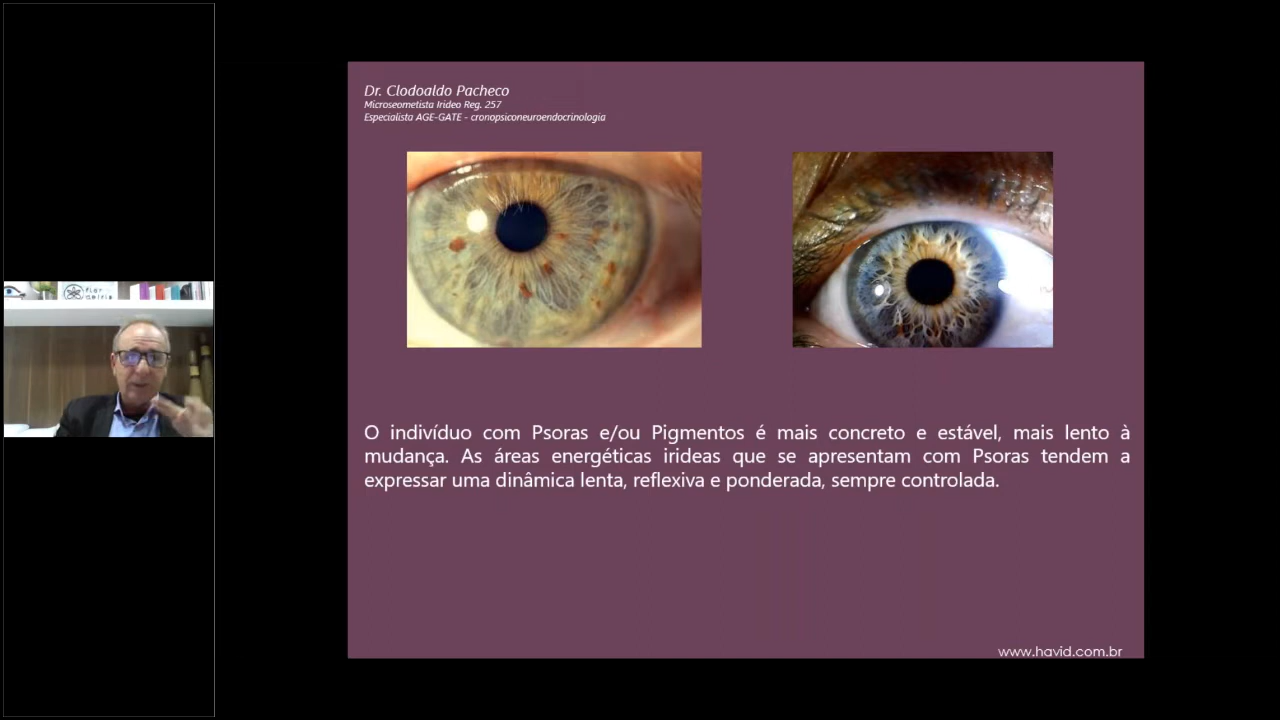 Dr. Clodoaldo Pacheco
Microseometista Irideo Reg. 257
Especialista AGE-GATE - cronopsiconeuroendocrinologia
O indivíduo com Psoras e/ou Pigmentos é mais concreto e estável, mais lento à
mudança. As áreas energéticas irideas que se apresentam com Psoras tendem a
expressar uma dinâmica lenta, reflexiva e ponderada, sempre controlada.
www.havid.com.br